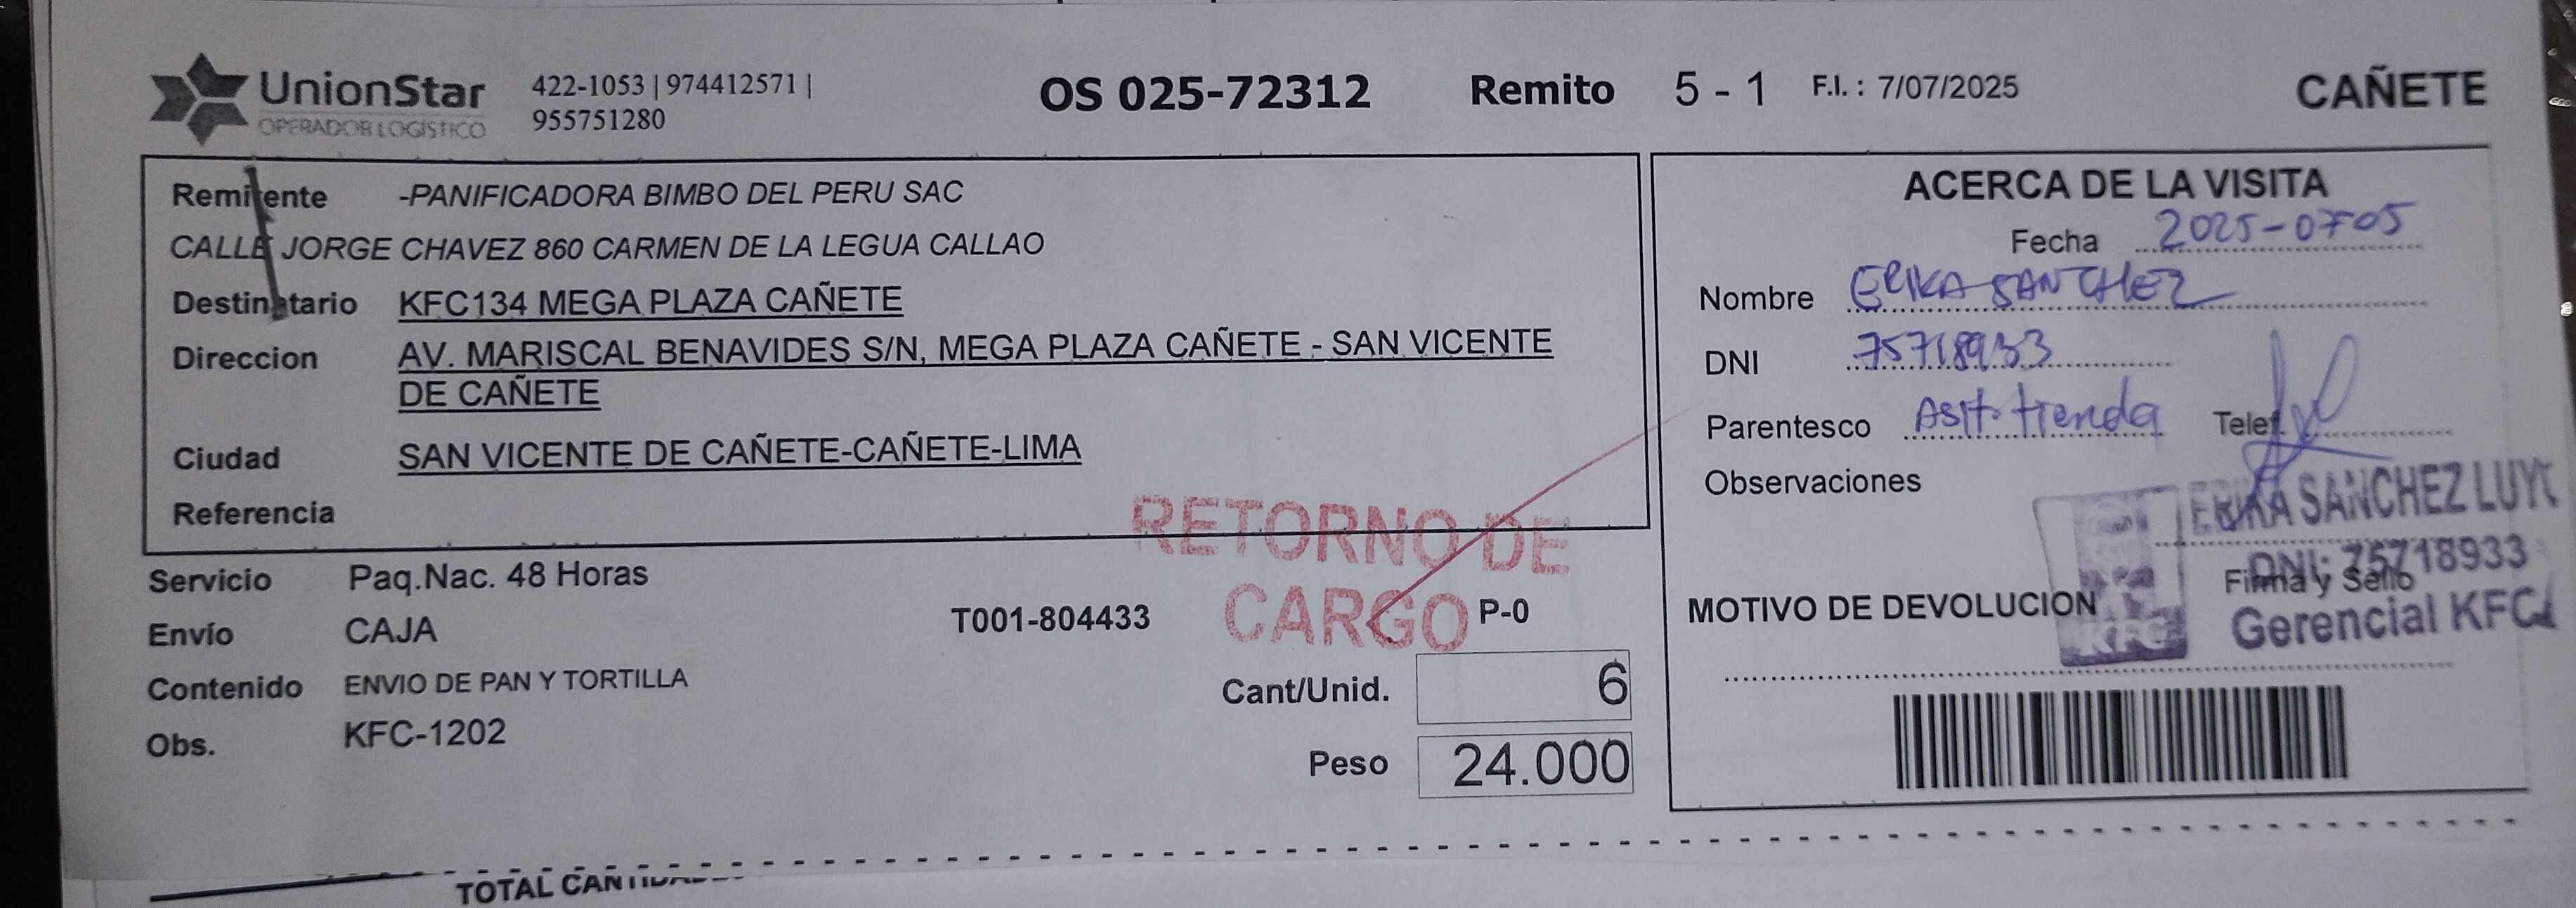 UnionStar
OPERADOR LOGÍSTICO
422-1053 | 974412571 |
955751280
OS 025-72312 Remito 5 - 1 F.I. : 7/07/2025 CAÑETE
Remitente -PANIFICADORA BIMBO DEL PERU SAC
CALLE JORGE CHAVEZ 860 CARMEN DE LA LEGUA CALLAO
Destinatario KFC134 MEGA PLAZA CAÑETE
Direccion AV. MARISCAL BENAVIDES S/N, MEGA PLAZA CAÑETE - SAN VICENTE
DE CAÑETE
Ciudad SAN VICENTE DE CAÑETE-CAÑETE-LIMA
Referencia
RETORNO DE
CARGO
Servicio Paq.Nac. 48 Horas
Envío CAJA
T001-804433 P-0
Contenido ENVIO DE PAN Y TORTILLA
Obs. KFC-1202
Cant/Unid. 6
Peso 24.000
ACERCA DE LA VISITA
Fecha 2025-0705
Nombre ERIKA SANCHEZ
DNI 75718933
Parentesco Asit. tienda Telef.
Observaciones
ERIKA SANCHEZ
DNI: 75718933
Firma y Sello
Gerencial KFC
KFC
MOTIVO DE DEVOLUCION
TOTAL